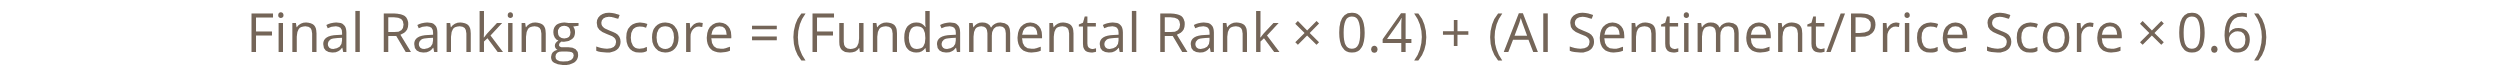 Final Ranking Score =(Fundamental Rank × 0.4) + (AI Sentiment/Price Score ×0.6)